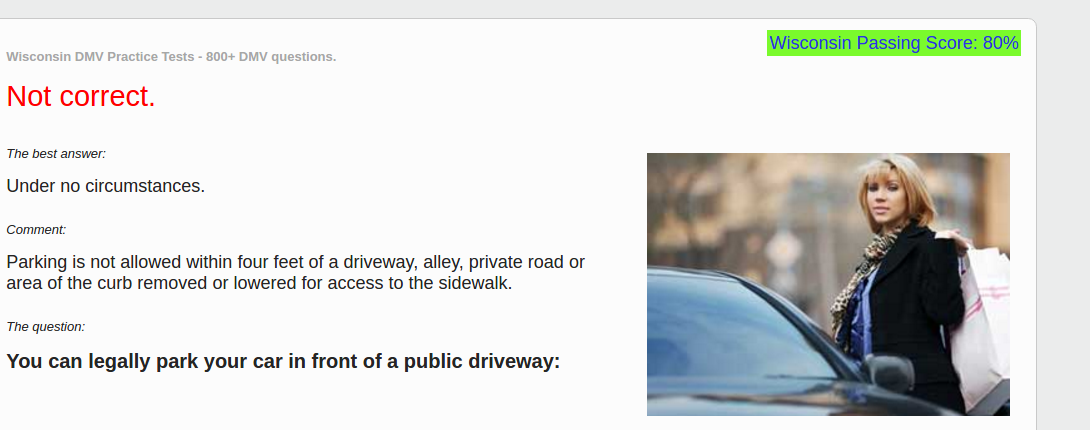 Wisconsin Passing Score: 80%
Wisconsin DMV Practice Tests - 800+ DMV questions.
Not correct.
The best answer:
Under no circumstances.
Comment:
Parking is not allowed within four feet of a driveway, alley, private road or
area of the curb removed or lowered for access to the sidewalk.
The question:
You can legally park your car in front of a public driveway: